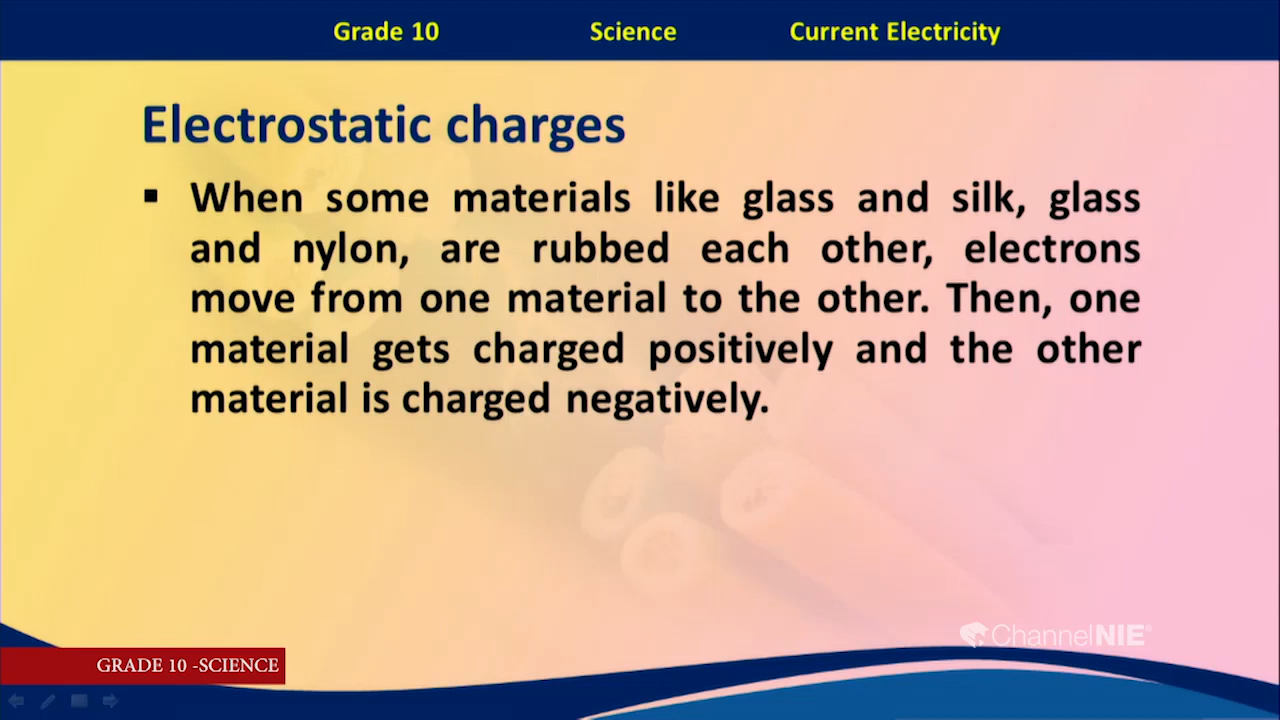 Grade 10 Science Current Electricity
Electrostatic charges
▪ When some materials like glass and silk, glass
and nylon, are rubbed each other, electrons
move from one material to the other. Then, one
material gets charged positively and the other
material is charged negatively.
ChannelNIE®
GRADE 10 -SCIENCE